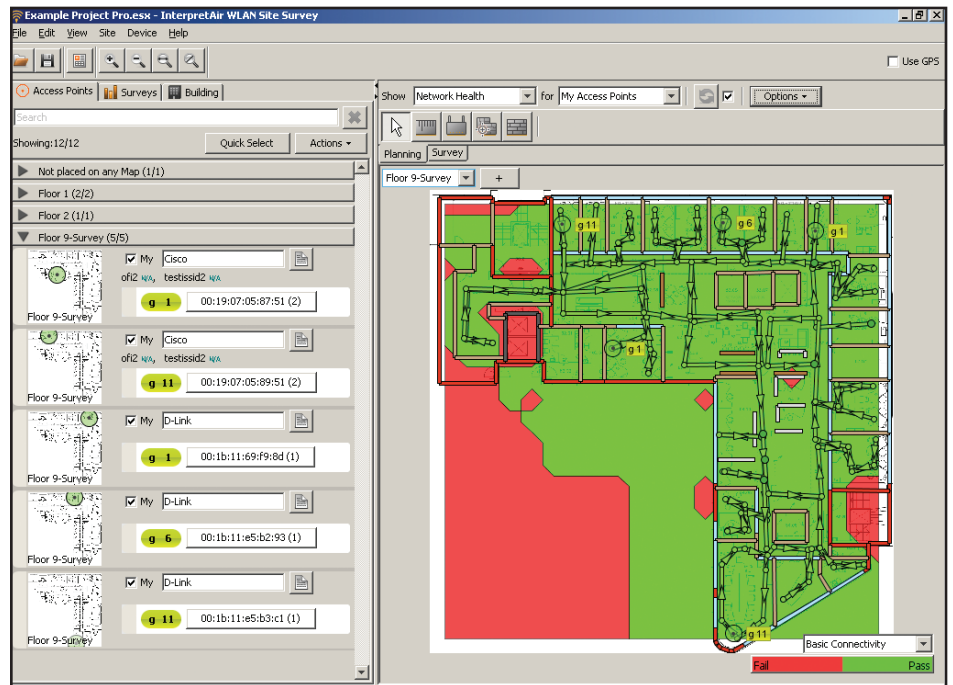 Example Project Pro.esx - InterpretAir WLAN Site Survey
File Edit View Site Device Help
Use GPS
Access Points Surveys Building
Search
Showing:12/12 Quick Select Actions
Not placed on any Map (1/1)
Floor 1 (2/2)
Floor 2 (1/1)
Floor 9-Survey (5/5)
My Cisco
ofi2 N/A, testissid2 N/A
g 1 00:19:07:05:87:51 (2)
Floor 9-Survey
My Cisco
ofi2 N/A, testissid2 N/A
g 11 00:19:07:05:89:51 (2)
Floor 9-Survey
My D-Link
g 1 00:1b:11:69:f9:8d (1)
Floor 9-Survey
My D-Link
g 6 00:1b:11:e5:b2:93 (1)
Floor 9-Survey
My D-Link
g 11 00:1b:11:e5:b3:c1 (1)
Floor 9-Survey
Show Network Health for My Access Points Options
Planning Survey
Floor 9-Survey +
g 11
g 6
g 1
g 1
g 11
Basic Connectivity
Fail Pass